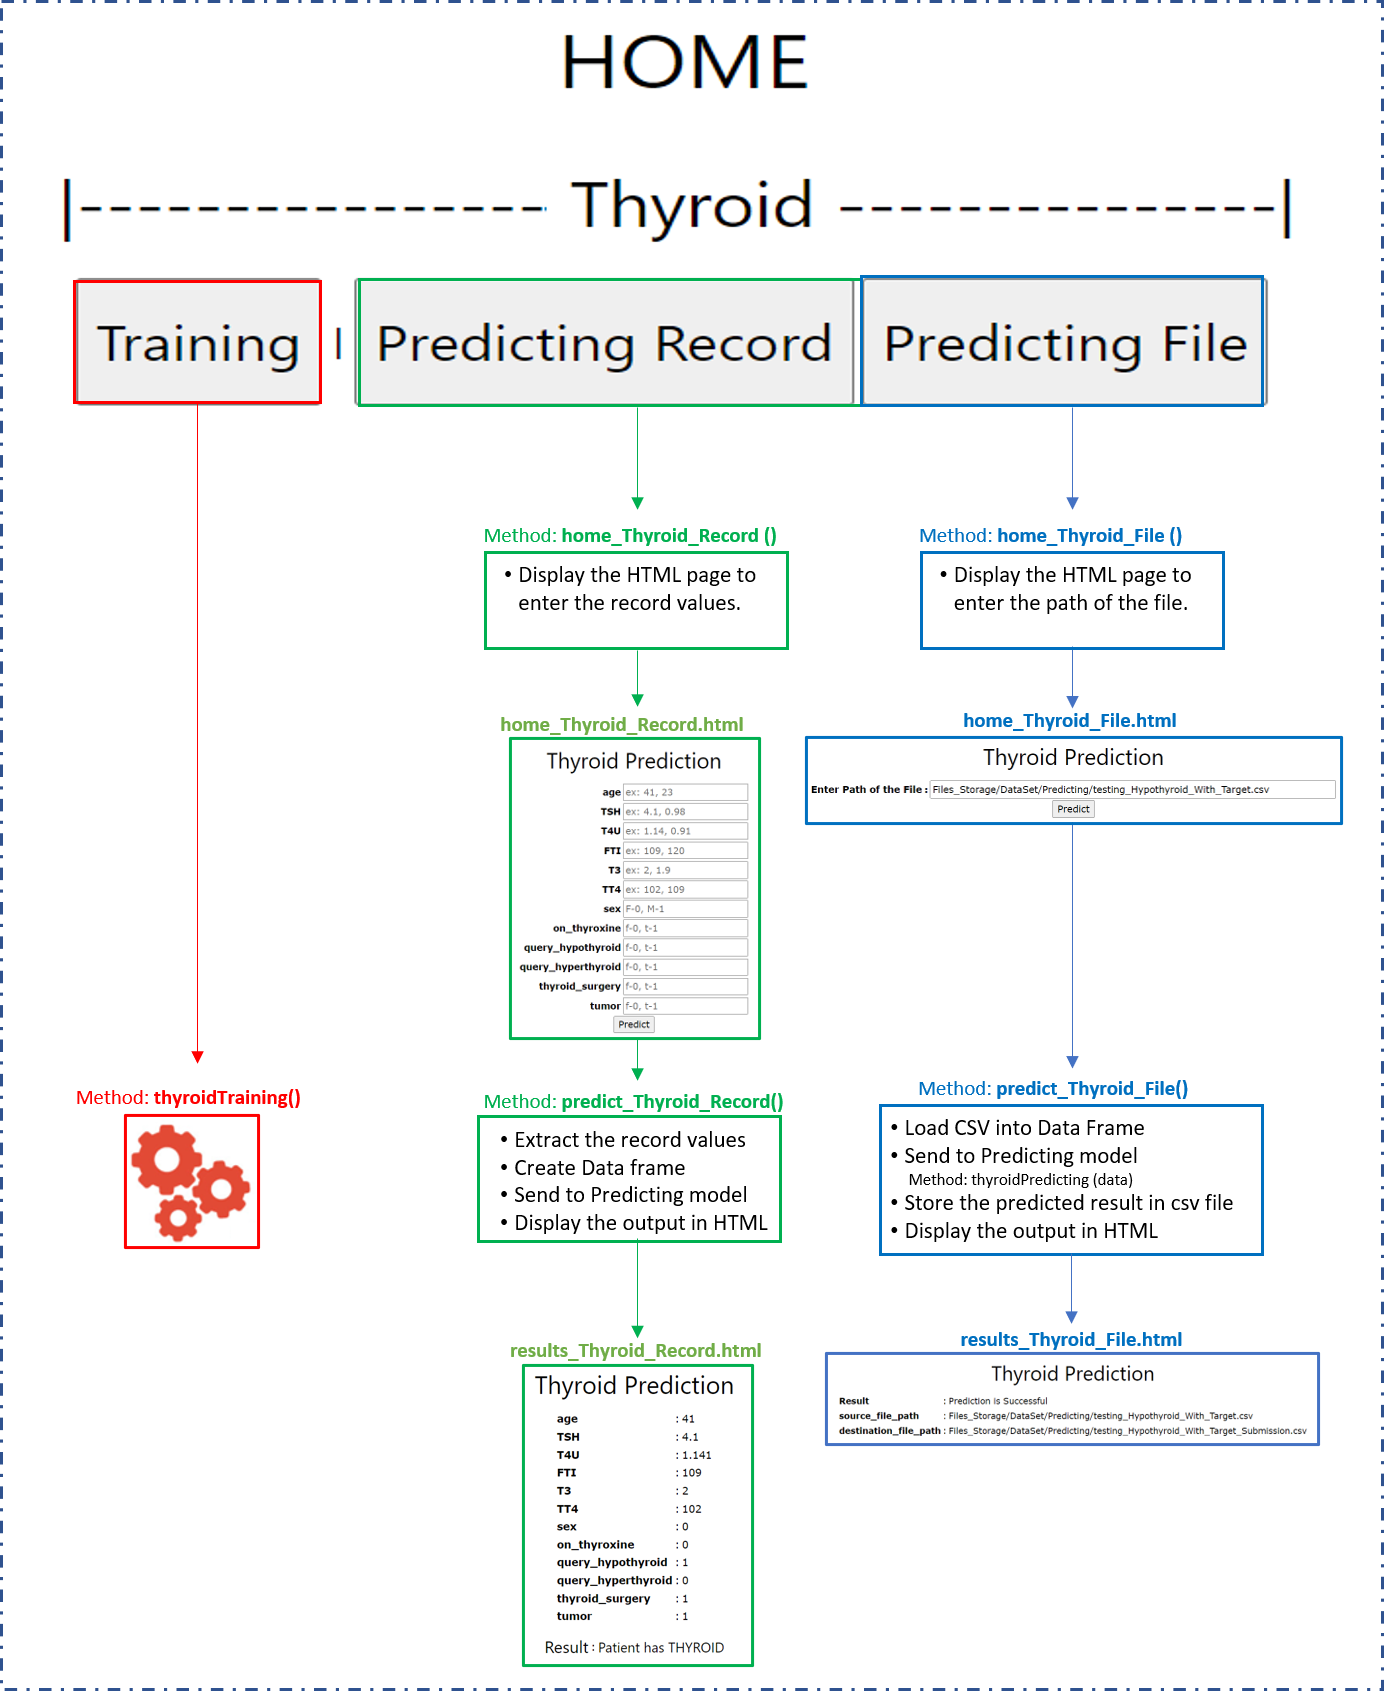 HOME
|---------------- Thyroid ---------------|
Training | Predicting Record Predicting File
Method: home_Thyroid_Record ()
• Display the HTML page to
enter the record values.
home_Thyroid_Record.html
Thyroid Prediction
age ex: 41, 23
TSH ex: 4.1, 0.98
T4U ex: 1.14, 0.91
FTI ex: 109, 120
T3 ex: 2, 1.9
TT4 ex: 102, 109
sex F-0, M-1
on_thyroxine f-0, t-1
query_hypothyroid f-0, t-1
query_hyperthyroid f-0, t-1
thyroid_surgery f-0, t-1
tumor f-0, t-1
Predict
Method: home_Thyroid_File ()
• Display the HTML page to
enter the path of the file.
home_Thyroid_File.html
Thyroid Prediction
Enter Path of the File : Files_Storage/DataSet/Predicting/testing_Hypothyroid_With_Target.csv
Predict
Method: thyroidTraining()
Method: predict_Thyroid_Record()
• Extract the record values
• Create Data frame
• Send to Predicting model
• Display the output in HTML
results_Thyroid_Record.html
Thyroid Prediction
age : 41
TSH : 4.1
T4U : 1.141
FTI : 109
T3 : 2
TT4 : 102
sex : 0
on_thyroxine : 0
query_hypothyroid : 1
query_hyperthyroid : 0
thyroid_surgery : 1
tumor : 1
Result : Patient has THYROID
Method: predict_Thyroid_File()
• Load CSV into Data Frame
• Send to Predicting model
Method: thyroidPredicting (data)
• Store the predicted result in csv file
• Display the output in HTML
results_Thyroid_File.html
Thyroid Prediction
Result : Prediction is Successful
source_file_path : Files_Storage/DataSet/Predicting/testing_Hypothyroid_With_Target.csv
destination_file_path : Files_Storage/DataSet/Predicting/testing_Hypothyroid_With_Target_Submission.csv